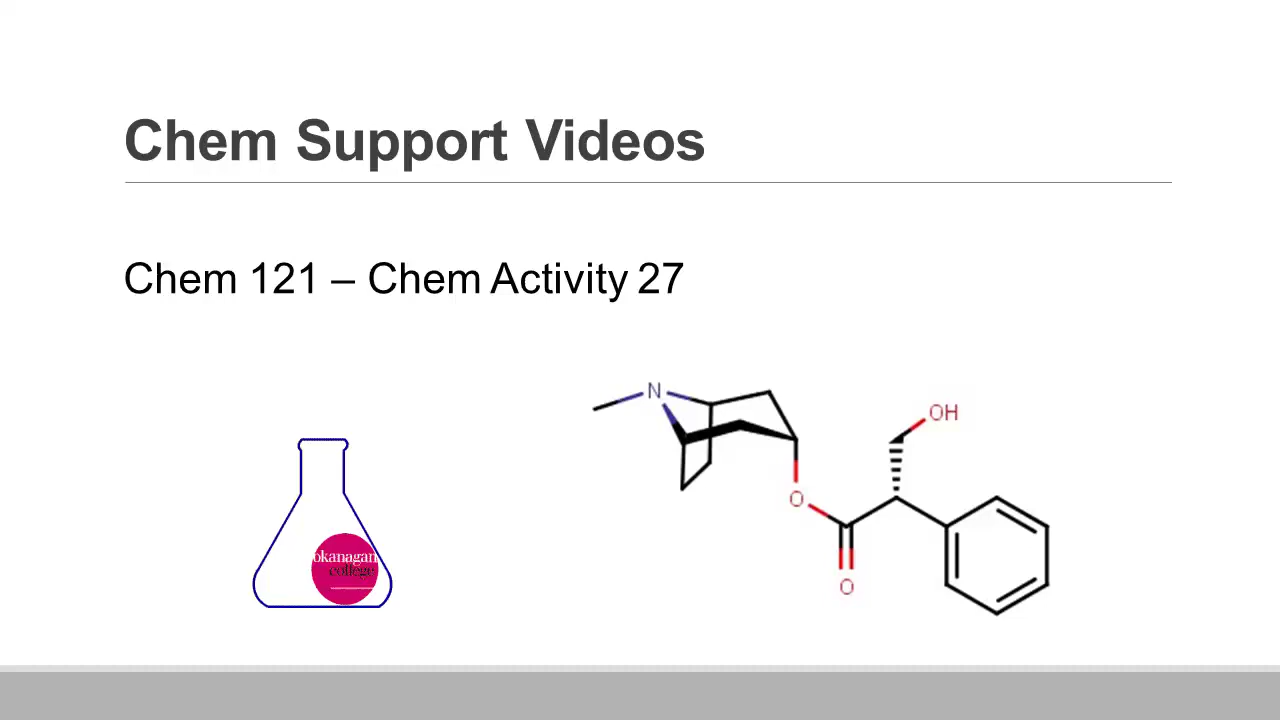 Chem Support Videos
Chem 121 – Chem Activity 27
N
OH
O
O
okanagan
college